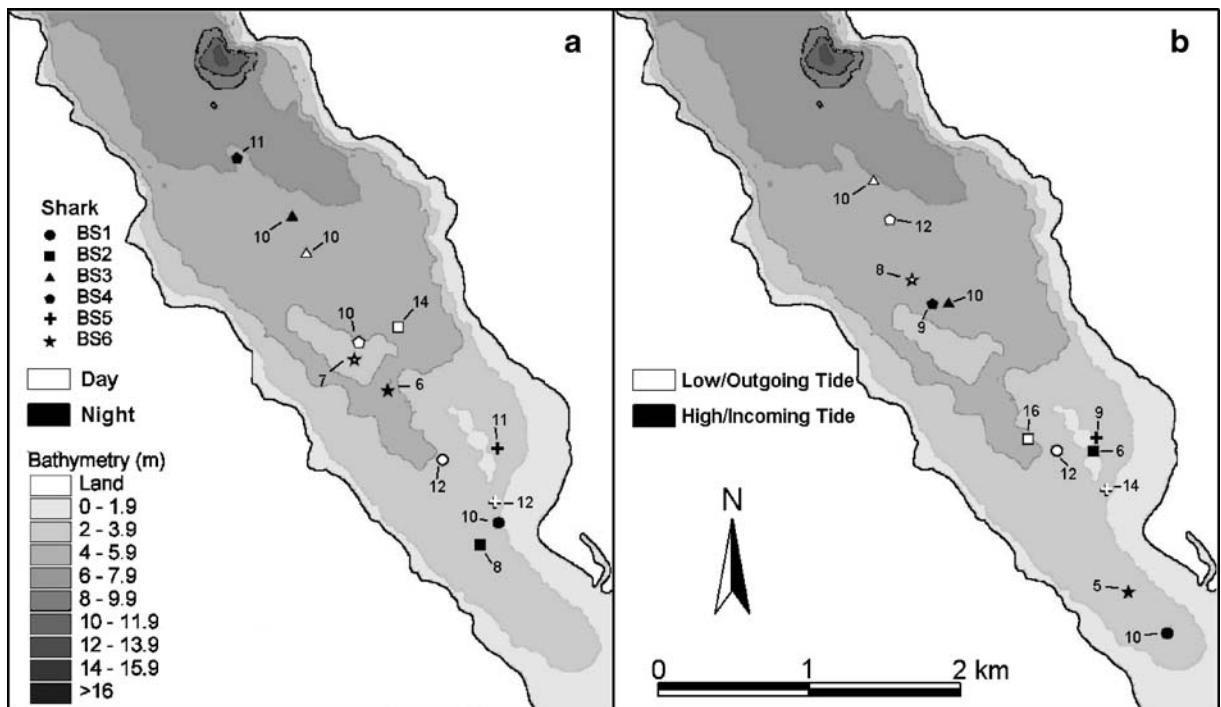 a
11
10
10
14
10
7
6
11
12
12
10
8
Shark
BS1
BS2
BS3
BS4
BS5
BS6
Day
Night
Bathymetry (m)
Land
0 - 1.9
2 - 3.9
4 - 5.9
6 - 7.9
8 - 9.9
10 - 11.9
12 - 13.9
14 - 15.9
>16
b
10
12
8
10
9
16
9
6
12
14
5
10
Low/Outgoing Tide
High/Incoming Tide
N
0 1 2 km